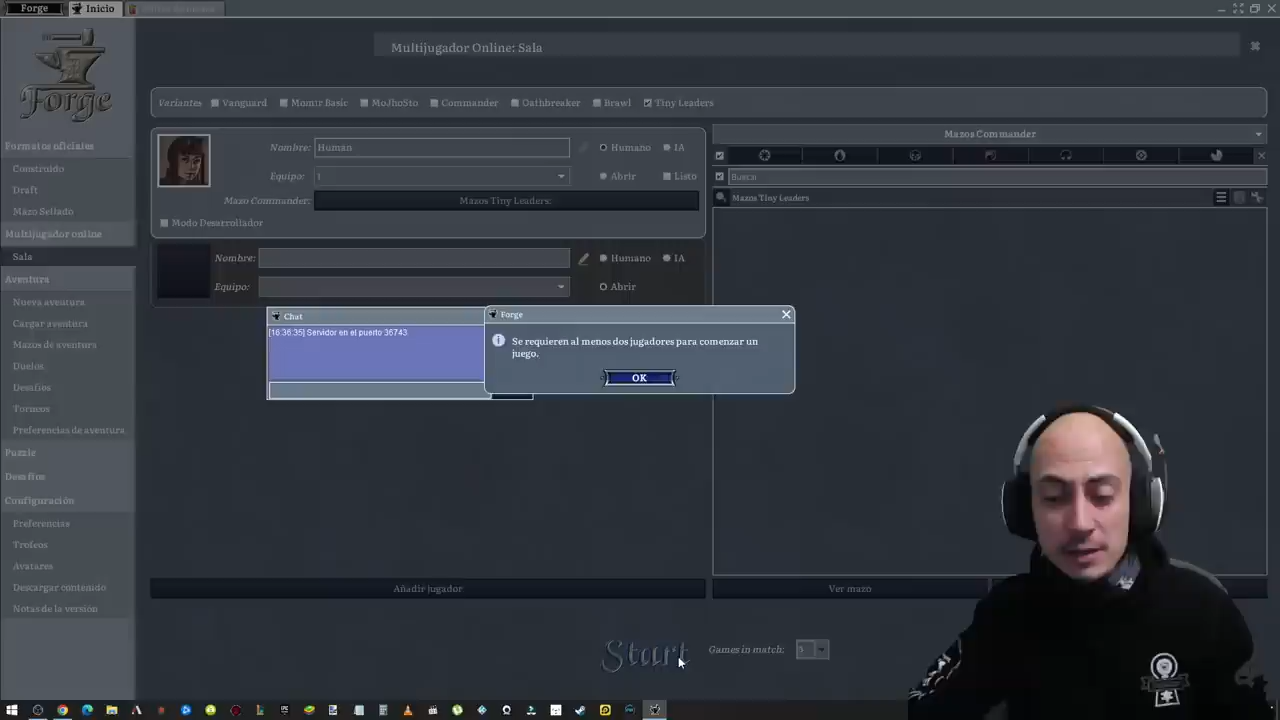 Forge
Inicio
Multijugador Online: Sala
Forge
Variantes
Vanguard
Momir Basic
MoJhoSto
Commander
Oathbreaker
Brawl
Tiny Leaders
Formatos oficiales
Construido
Draft
Mazo Sellado
Multijugador online
Sala
Aventura
Nueva aventura
Cargar aventura
Mazos de aventura
Duelos
Desafíos
Torneos
Preferencias de aventura
Puzzle
Desafíos
Configuración
Preferencias
Trofeos
Avatares
Descargar contenido
Notas de la versión
Nombre:
Human
Humano
IA
Equipo:
1
Abrir
Listo
Mazo Commander:
Mazos Tiny Leaders:
Modo Desarrollador
Nombre:
Humano
IA
Equipo:
Abrir
Mazos Commander
Buscar
Mazos Tiny Leaders
Chat
[16:36:35] Servidor en el puerto 36743
Forge
Se requieren al menos dos jugadores para comenzar un
juego.
OK
Añadir jugador
Ver mazo
Start
Games in match: